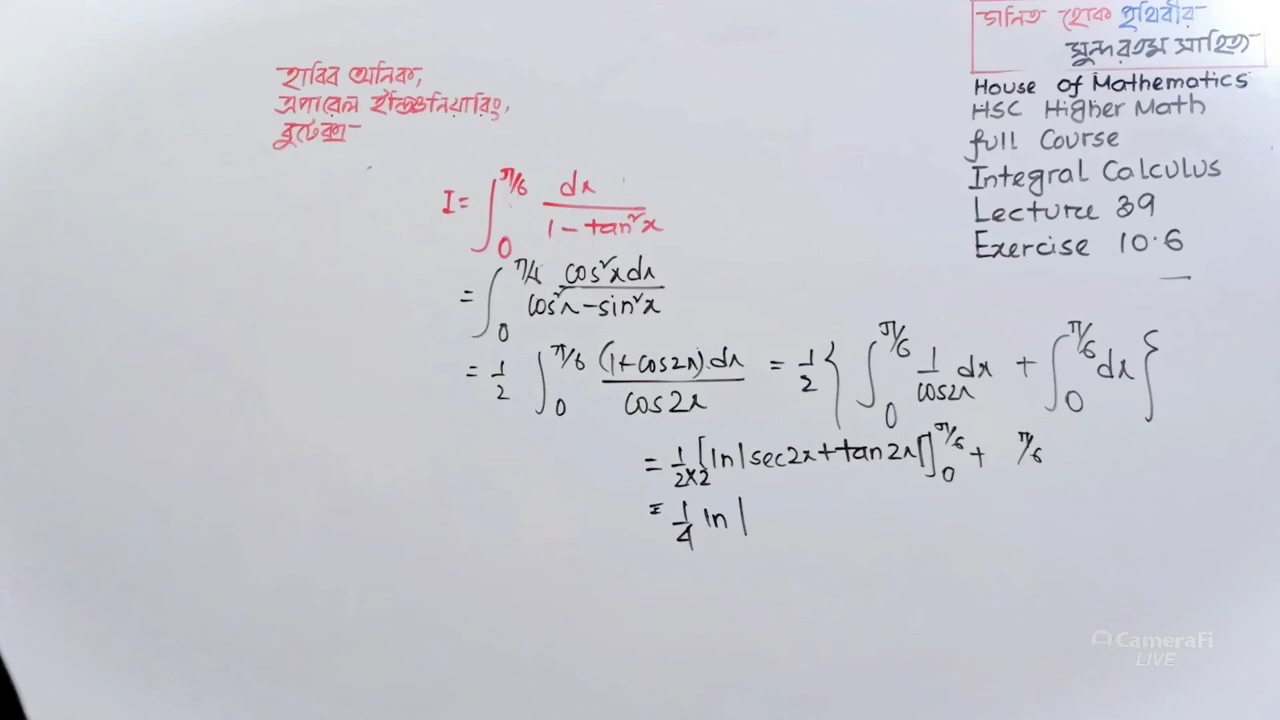 গনিত হোক পৃথিবীর
সুন্দরতম সাহিত্য
House of Mathematics
HSC Higher Math
full Course
Integral Calculus
Lecture 39
Exercise 10.6
হাবিব অনিক,
এপারেল ইঞ্জিনিয়ারিং,
বুটেক্স
I = ∫₀^{π/6} dx / (1 − tan²x)
= ∫₀^{π/4} cos²x dx / (cos²x − sin²x)
= 1/2 ∫₀^{π/6} (1+cos2x).dx / cos2x = 1/2 { ∫₀^{π/6} 1/cos2x dx + ∫₀^{π/6} dx }
= 1/(2×2) [ln|sec2x+tan2x|]₀^{π/6} + π/6
= 1/4 ln |
CameraFi
LIVE